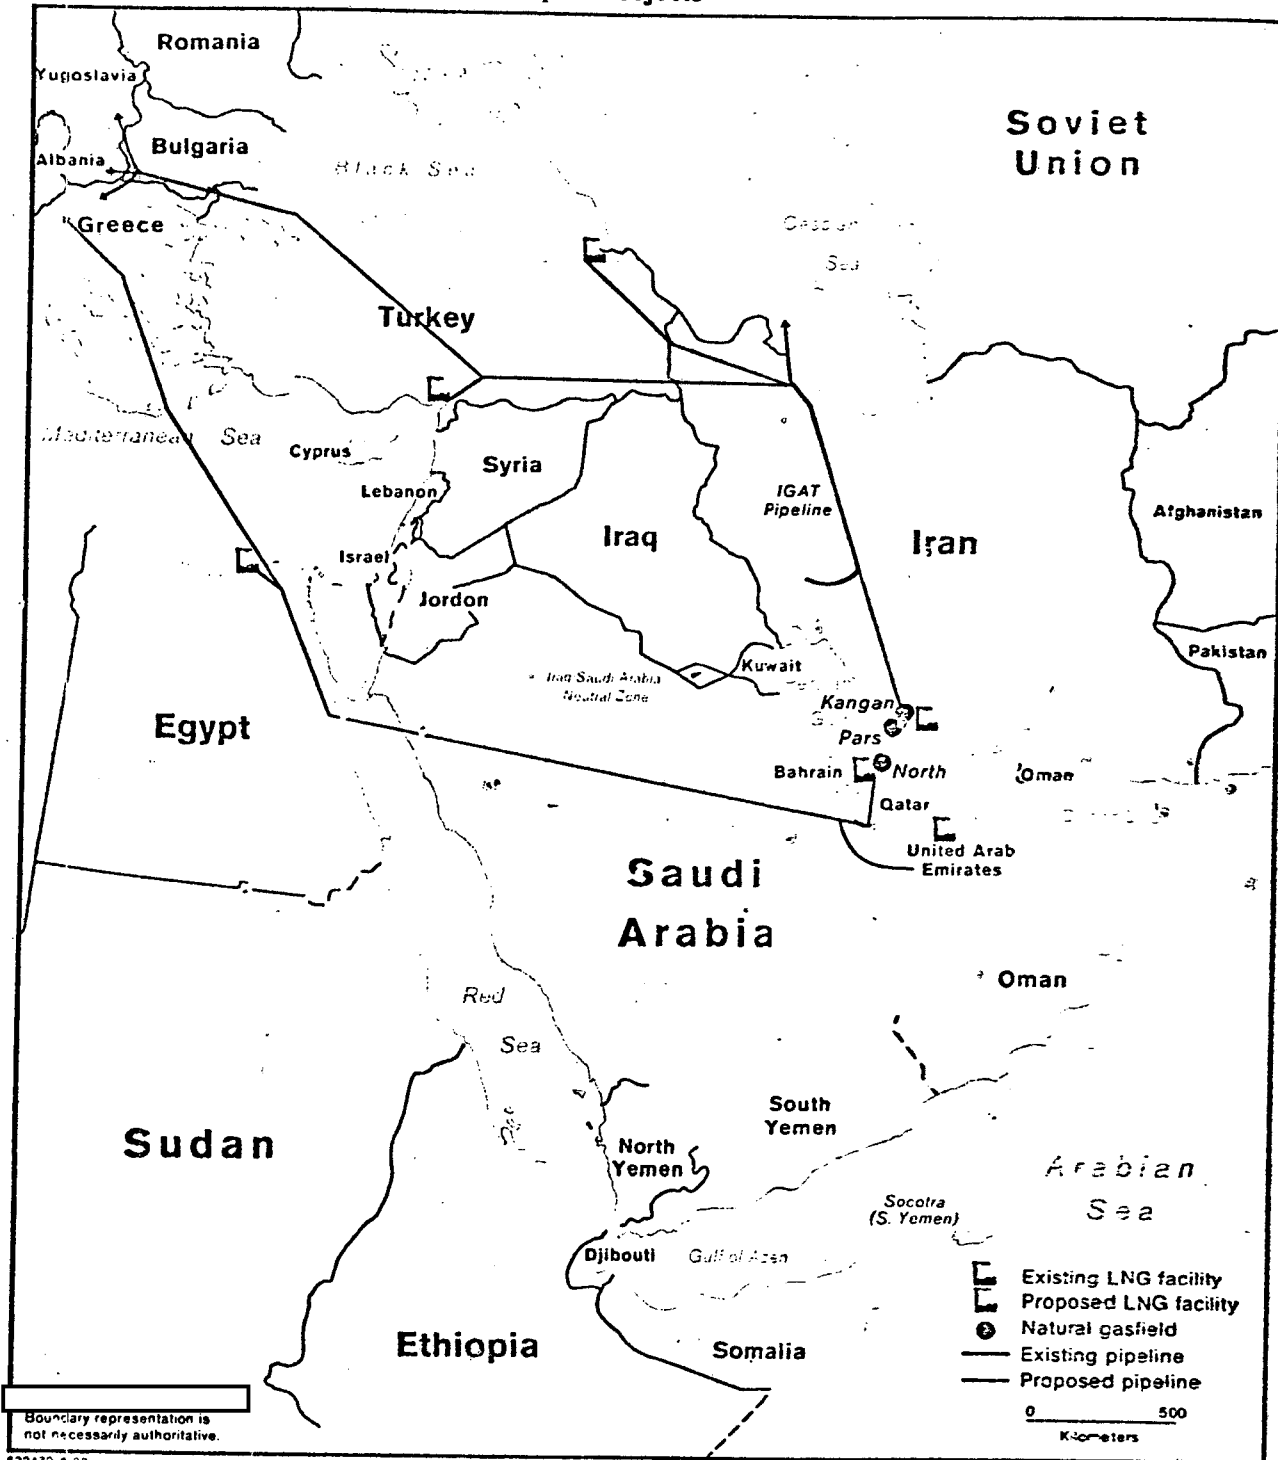 Romania
Yugoslavia
Soviet
Union
Bulgaria
Albania
Black Sea
Greece
Caspian
Sea
Turkey
Mediterranean Sea
Cyprus
Syria
Lebanon
IGAT
Pipeline
Afghanistan
Iraq
Iran
Israel
Jordon
Pakistan
Kuwait
Iraq Saudi Arabia
Neutral Zone
Kangan
Egypt
Pars
Bahrain
North
Oman
Qatar
United Arab
Emirates
Saudi
Arabia
Oman
Red
Sea
South
Yemen
Sudan
North
Yemen
Arabian
Sea
Socotra
(S. Yemen)
Djibouti
Gulf of Aden
Existing LNG facility
Proposed LNG facility
Natural gasfield
Ethiopia
Somalia
Existing pipeline
Proposed pipeline
0 500
Kilometers
Boundary representation is
not necessarily authoritative.